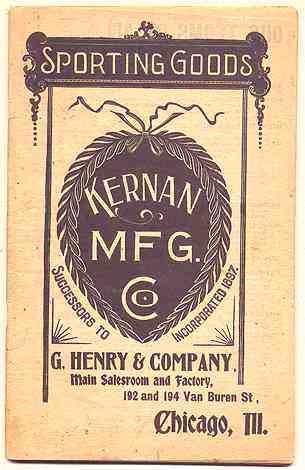 SPORTING GOODS
KERNAN
MFG.
CO
SUCCESSORS TO
INCORPORATED 1897.
G. HENRY & COMPANY,
Main Salesroom and Factory,
192 and 194 Van Buren St,
Chicago, Ill.